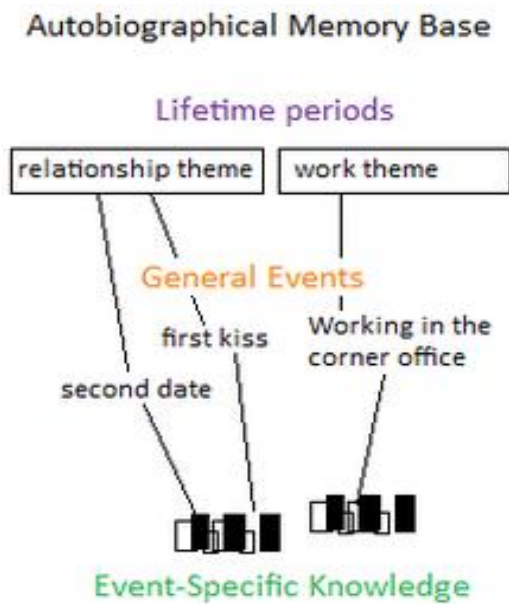 Autobiographical Memory Base
Lifetime periods
relationship theme
work theme
General Events
first kiss
Working in the
corner office
second date
Event-Specific Knowledge